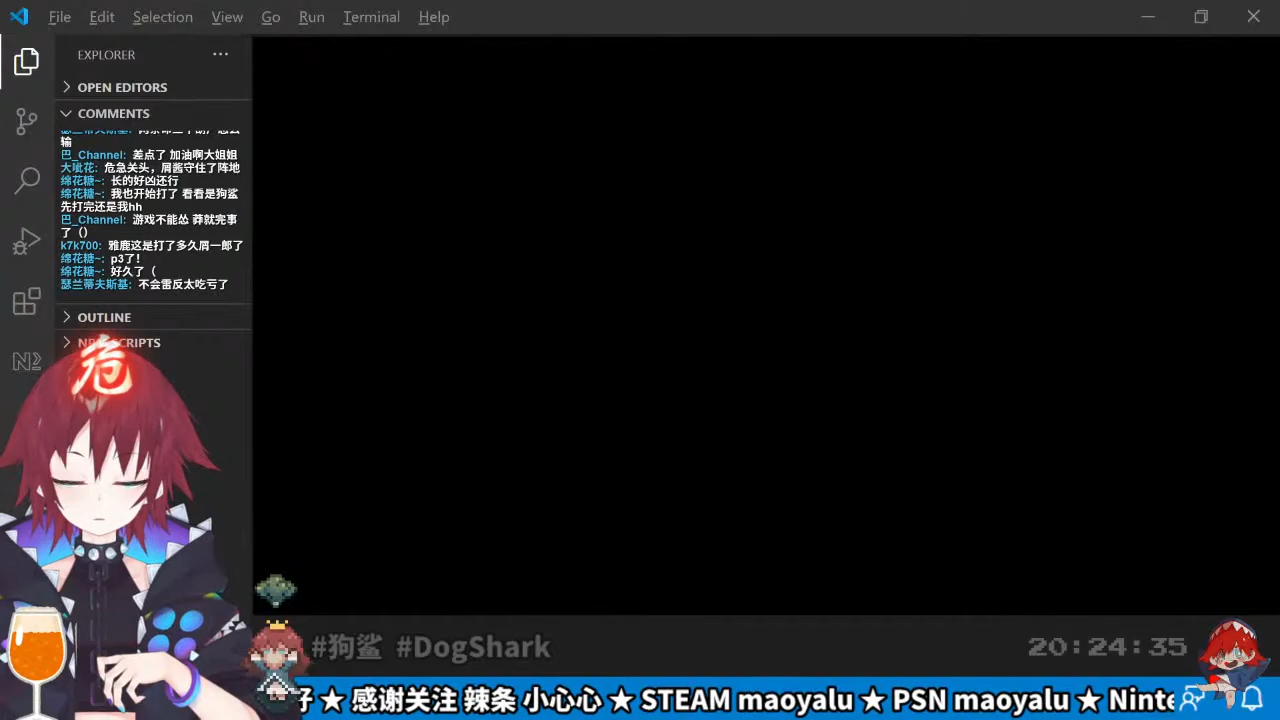 File Edit Selection View Go Run Terminal Help
EXPLORER
OPEN EDITORS
COMMENTS
输
巴_Channel: 差点了 加油啊大姐姐
大呲花: 危急关头，屑酱守住了阵地
绵花糖~: 长的好凶还行
绵花糖~: 我也开始打了 看看是狗鲨
先打完还是我hh
巴_Channel: 游戏不能怂 莽就完事
了（）
k7k700: 雅鹿这是打了多久屑一郎了
绵花糖~: p3了！
绵花糖~: 好久了（
瑟兰蒂夫斯基: 不会雷反太吃亏了
OUTLINE
SCRIPTS
危
#狗鲨 #DogShark
20:24:35
★ 感谢关注 辣条 小心心 ★ STEAM maoyalu ★ PSN maoyalu ★ Ninte